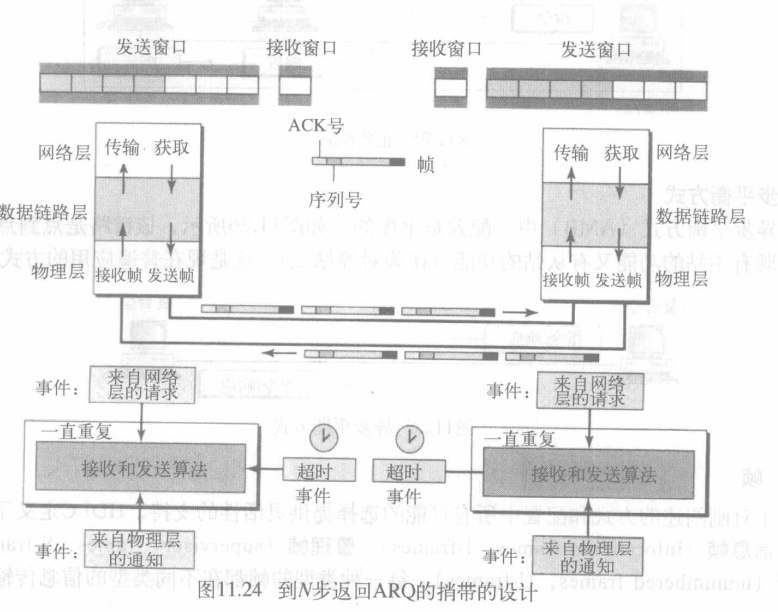 发送窗口 接收窗口 接收窗口 发送窗口
ACK号
网络层 传输 获取 帧 传输 获取 网络层
序列号
数据链路层 数据链路层
物理层 接收帧 发送帧 接收帧 发送帧 物理层
事件: 来自网络层的请求 事件: 来自网络层的请求
一直重复 一直重复
接收和发送算法 超时 超时 接收和发送算法
事件 事件
事件: 来自物理层的通知 事件: 来自物理层的通知
图11.24 到N步返回ARQ的捎带的设计